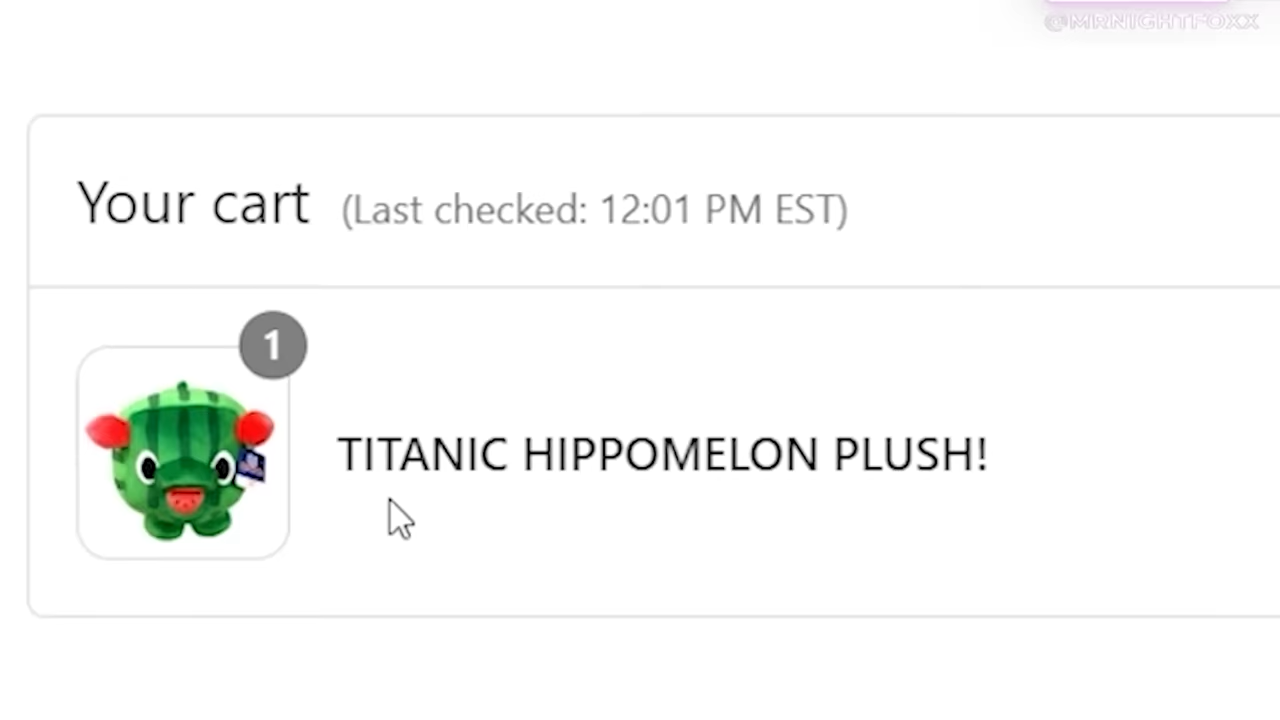 @MRNIGHTFOXX
Your cart (Last checked: 12:01 PM EST)
1
TITANIC HIPPOMELON PLUSH!